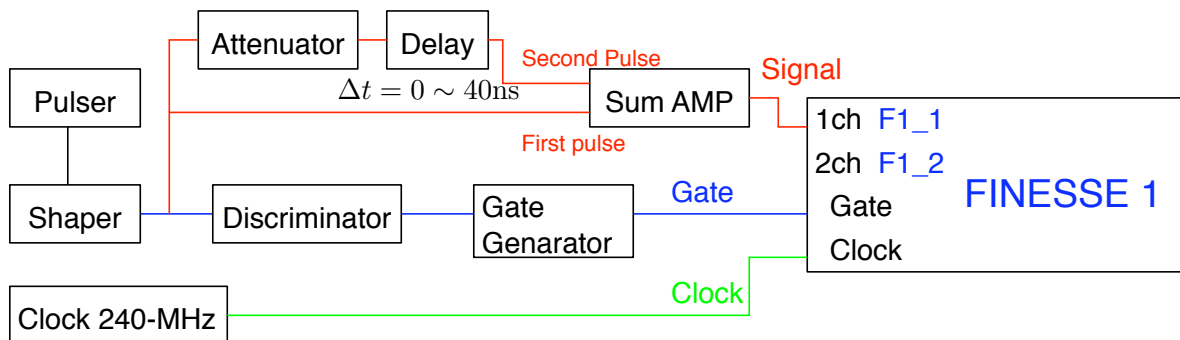 Attenuator
Delay
Second Pulse
Signal
Pulser
Δt = 0 ∼ 40ns
Sum AMP
1ch F1_1
First pulse
2ch F1_2
FINESSE 1
Shaper
Discriminator
Gate
Genarator
Gate
Gate
Clock
Clock 240-MHz
Clock